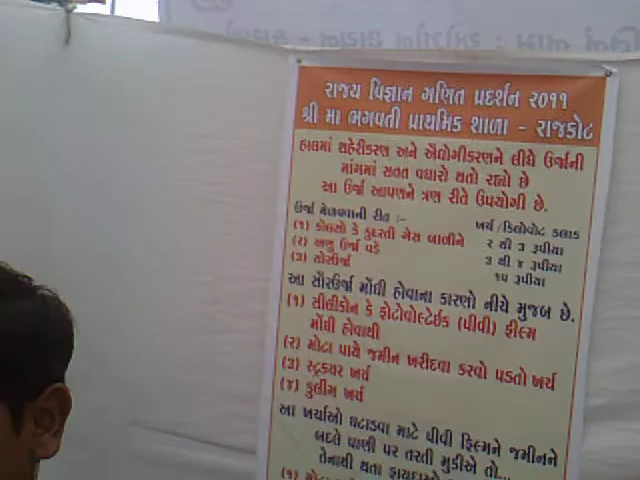 રાજય વિજ્ઞાન ગણિત પ્રદર્શન ૨૦૧૧
શ્રી મા ભગવતી પ્રાથમિક શાળા - રાજકોટ
હાલમાં શહેરીકરણ અને ઐદ્યોગીકરણને લીધે ઉર્જાની
માંગમાં સતત વધારો થતો રહ્યો છે
આ ઉર્જા આપણને ત્રણ રીતે ઉપયોગી છે.
ઉર્જા મેળવવાની રીત :- ખર્ચ /કિલોવોટ કલાક
(૧) કોલસો કે કુદરતી ગેસ બાળીને ૨ થી ૩ રૂપીયા
(૨) અણુ ઉર્જા વડે ૩ થી ૪ રૂપીયા
(૩) સૌરઉર્જા ૧૫ રૂપીયા
આ સૌરઉર્જા મોંઘી હોવાના કારણો નીચે મુજબ છે.
(૧) સીલીકોન કે ફોટોવોલ્ટેઈક (પીવી) ફીલ્મ
મોંઘી હોવાથી
(૨) મોટા પાયે જમીન ખરીદવા કરવો પડતો ખર્ચ
(૩) સ્ટ્રકચર ખર્ચ
(૪) કુલીંગ ખર્ચ
આ ખર્ચાઓ ઘટાડવા માટે પીવી ફિલ્મને જમીનને
બદલે પાણી પર તરતી મુકીએ તો...
તેનાથી થતા ફાયદાઓ